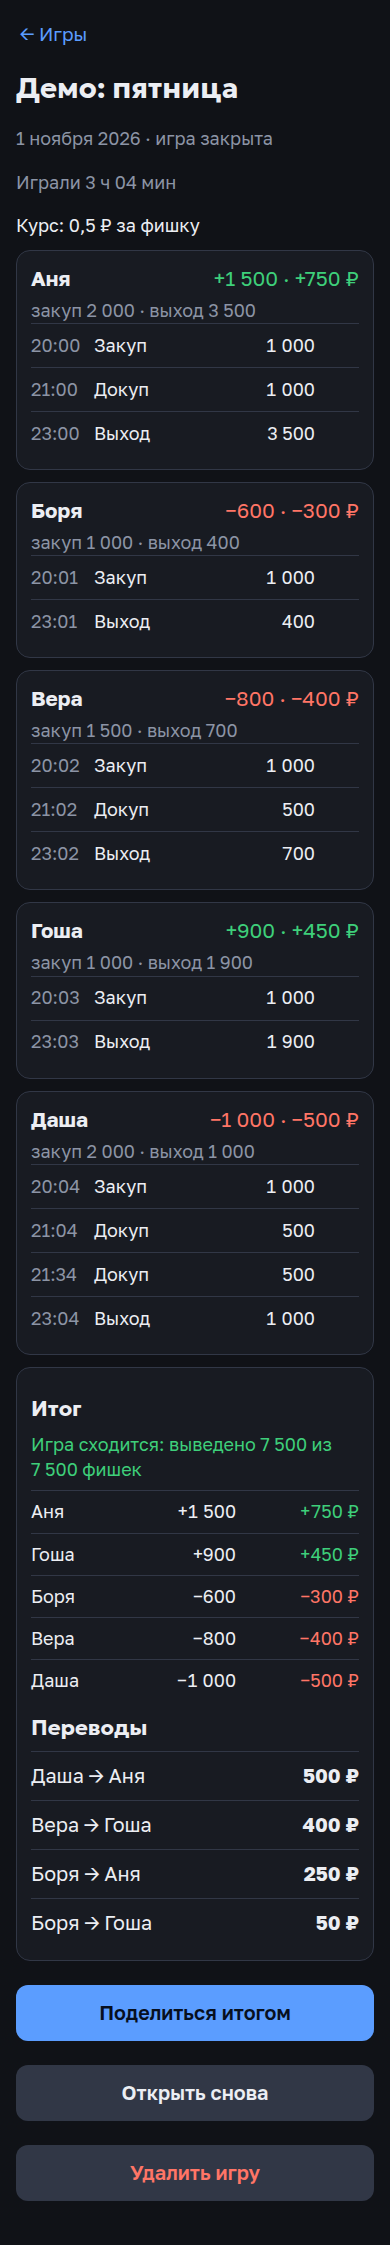 ← Игры
Демо: пятница
1 ноября 2026 · игра закрыта
Играли 3 ч 04 мин
Курс: 0,5 ₽ за фишку
Аня +1 500 · +750 ₽
закуп 2 000 · выход 3 500
20:00 Закуп 1 000
21:00 Докуп 1 000
23:00 Выход 3 500
Боря −600 · −300 ₽
закуп 1 000 · выход 400
20:01 Закуп 1 000
23:01 Выход 400
Вера −800 · −400 ₽
закуп 1 500 · выход 700
20:02 Закуп 1 000
21:02 Докуп 500
23:02 Выход 700
Гоша +900 · +450 ₽
закуп 1 000 · выход 1 900
20:03 Закуп 1 000
23:03 Выход 1 900
Даша −1 000 · −500 ₽
закуп 2 000 · выход 1 000
20:04 Закуп 1 000
21:04 Докуп 500
21:34 Докуп 500
23:04 Выход 1 000
Итог
Игра сходится: выведено 7 500 из
7 500 фишек
Аня +1 500 +750 ₽
Гоша +900 +450 ₽
Боря −600 −300 ₽
Вера −800 −400 ₽
Даша −1 000 −500 ₽
Переводы
Даша → Аня 500 ₽
Вера → Гоша 400 ₽
Боря → Аня 250 ₽
Боря → Гоша 50 ₽
Поделиться итогом
Открыть снова
Удалить игру